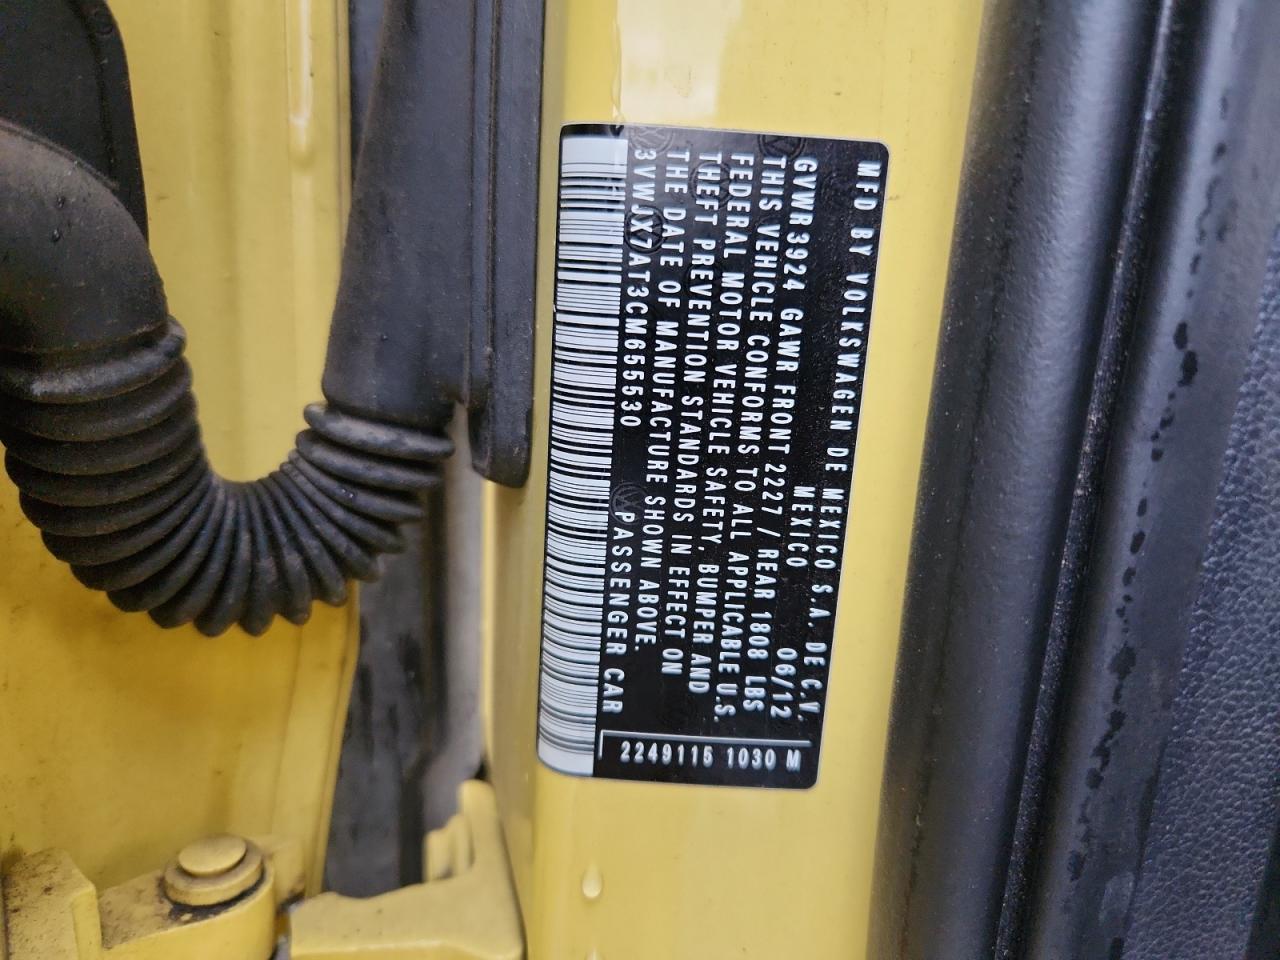 MFD BY VOLKSWAGEN DE MEXICO S.A. DE C.V.
MEXICO 06/12
GVWR 3924 GAWR FRONT 2227 / REAR 1808 LBS
THIS VEHICLE CONFORMS TO ALL APPLICABLE U.S.
FEDERAL MOTOR VEHICLE SAFETY, BUMPER AND
THEFT PREVENTION STANDARDS IN EFFECT ON
THE DATE OF MANUFACTURE SHOWN ABOVE.
3VWJX7AT3CM655530 PASSENGER CAR
2249115 1030 M